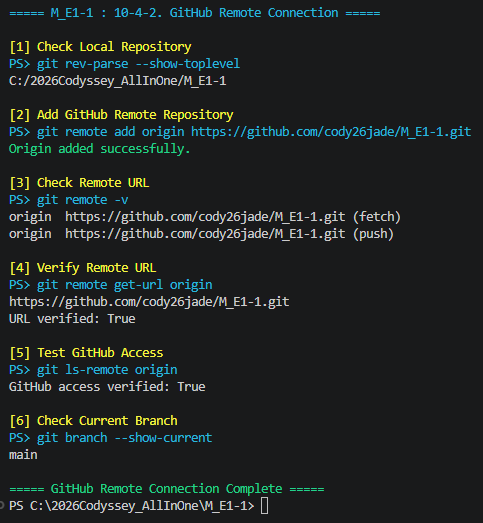 ===== M_E1-1 : 10-4-2. GitHub Remote Connection =====
[1] Check Local Repository
PS> git rev-parse --show-toplevel
C:/2026Codyssey_AllInOne/M_E1-1
[2] Add GitHub Remote Repository
PS> git remote add origin https://github.com/cody26jade/M_E1-1.git
Origin added successfully.
[3] Check Remote URL
PS> git remote -v
origin  https://github.com/cody26jade/M_E1-1.git (fetch)
origin  https://github.com/cody26jade/M_E1-1.git (push)
[4] Verify Remote URL
PS> git remote get-url origin
https://github.com/cody26jade/M_E1-1.git
URL verified: True
[5] Test GitHub Access
PS> git ls-remote origin
GitHub access verified: True
[6] Check Current Branch
PS> git branch --show-current
main
===== GitHub Remote Connection Complete =====
PS C:\2026Codyssey_AllInOne\M_E1-1>